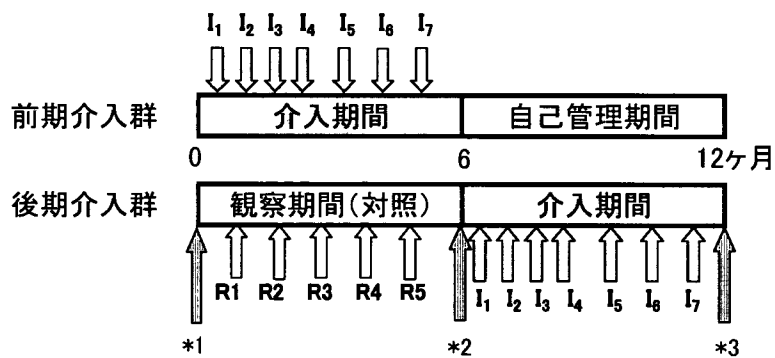 I₁ I₂ I₃ I₄ I₅ I₆ I₇
前期介入群 介入期間 自己管理期間
0 6 12ヶ月
後期介入群 観察期間(対照) 介入期間
R1 R2 R3 R4 R5 I₁ I₂ I₃ I₄ I₅ I₆ I₇
*1 *2 *3